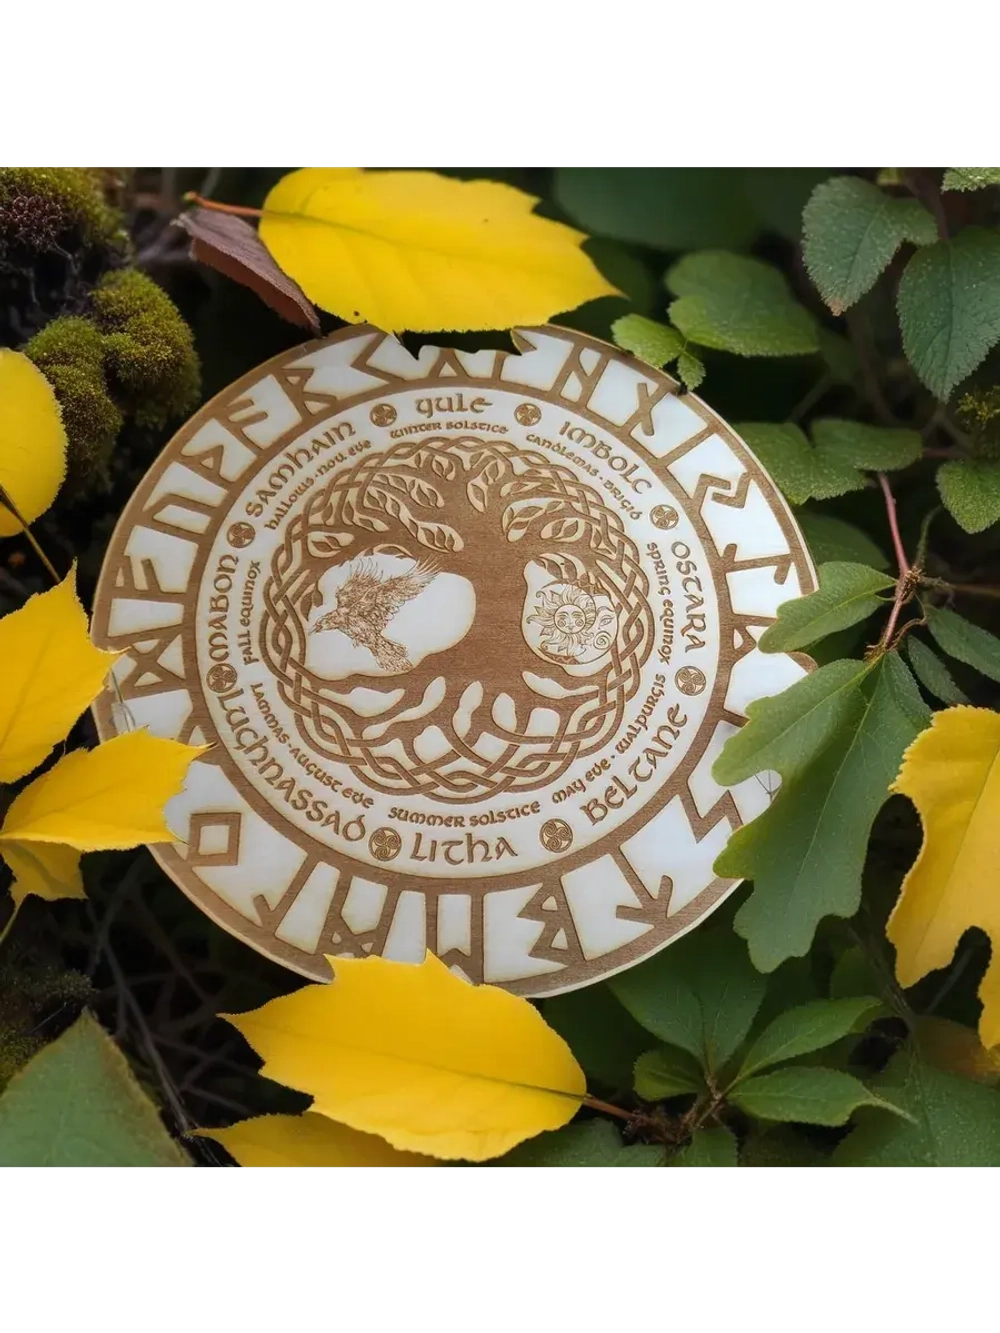 YULE
WINTER SOLSTICE
IMBOLC
CANDLEMAS · BRIGID
OSTARA
SPRING EQUINOX
BELTANE
MAY EVE · WALPURGIS
LITHA
SUMMER SOLSTICE
LUGHNASSAD
LAMMAS · AUGUST EVE
MABON
FALL EQUINOX
SAMHAIN
HALLOWS · NOV. EVE
ᚠ ᚢ ᚦ ᚨ ᚱ ᚲ ᚺ ᚾ ᛁ ᛊ ᛏ ᛒ ᛖ ᛗ ᛚ ᛜ ᛞ